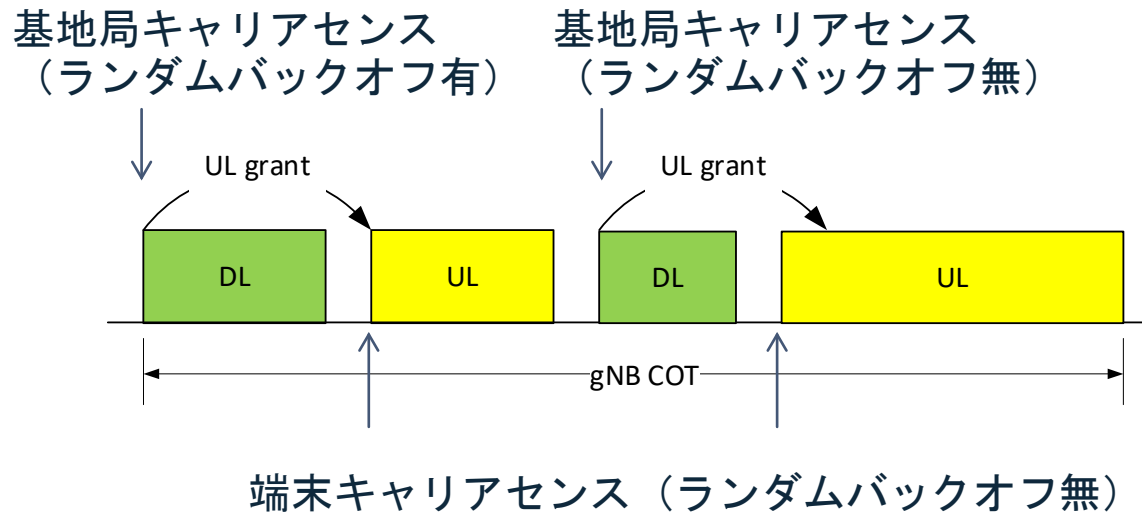 基地局キャリアセンス
（ランダムバックオフ有）
基地局キャリアセンス
（ランダムバックオフ無）
UL grant
UL grant
DL
UL
DL
UL
gNB COT
端末キャリアセンス（ランダムバックオフ無）